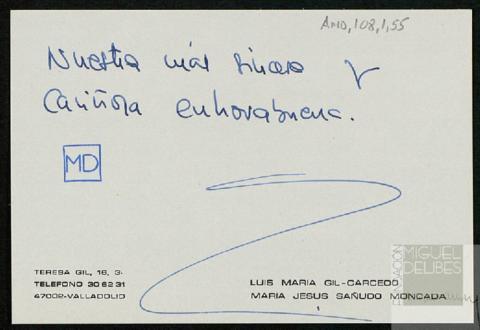 AMD,108,1,55
Nuestra más sincera y
cariñosa enhorabuena.
MD
TERESA GIL, 16, 3·
TELEFONO 30 62 31
47002-VALLADOLID
LUIS MARIA GIL-CARCEDO
MARIA JESUS SAÑUDO MONCADA
FUNDACIÓN
MIGUEL
DELIBES